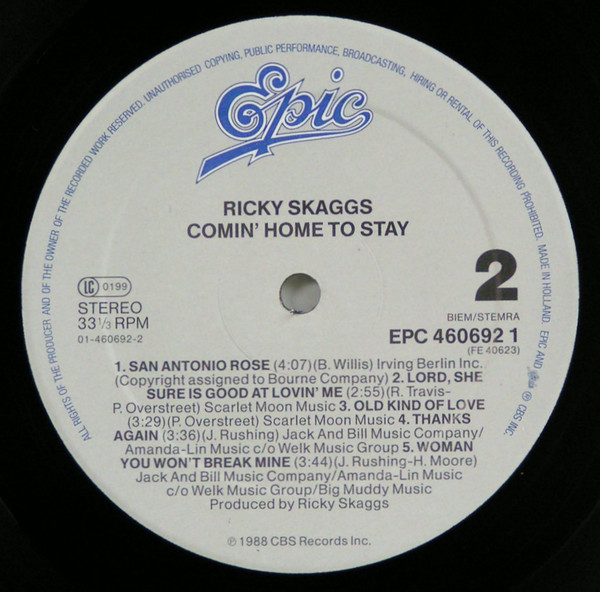 ALL RIGHTS OF THE PRODUCER AND OF THE OWNER OF THE RECORDED WORK RESERVED. UNAUTHORISED COPYING, PUBLIC PERFORMANCE, BROADCASTING, HIRING OR RENTAL OF THIS RECORDING PROHIBITED. MADE IN HOLLAND. EPIC AND ARE ® CBS INC.
Epic
RICKY SKAGGS
COMIN' HOME TO STAY
LC 0199
STEREO
33 1/3 RPM
01-460692-2
2
BIEM/STEMRA
EPC 460692 1
(FE 40623)
1. SAN ANTONIO ROSE (4:07)(B. Willis) Irving Berlin Inc.
(Copyright assigned to Bourne Company) 2. LORD, SHE
SURE IS GOOD AT LOVIN' ME (2:55)(R. Travis-
P. Overstreet) Scarlet Moon Music 3. OLD KIND OF LOVE
(3:29)(P. Overstreet) Scarlet Moon Music 4. THANKS
AGAIN (3:36)(J. Rushing) Jack And Bill Music Company/
Amanda-Lin Music c/o Welk Music Group 5. WOMAN
YOU WON'T BREAK MINE (3:44)(J. Rushing-H. Moore)
Jack And Bill Music Company/Amanda-Lin Music
c/o Welk Music Group/Big Muddy Music
Produced by Ricky Skaggs
℗ 1988 CBS Records Inc.